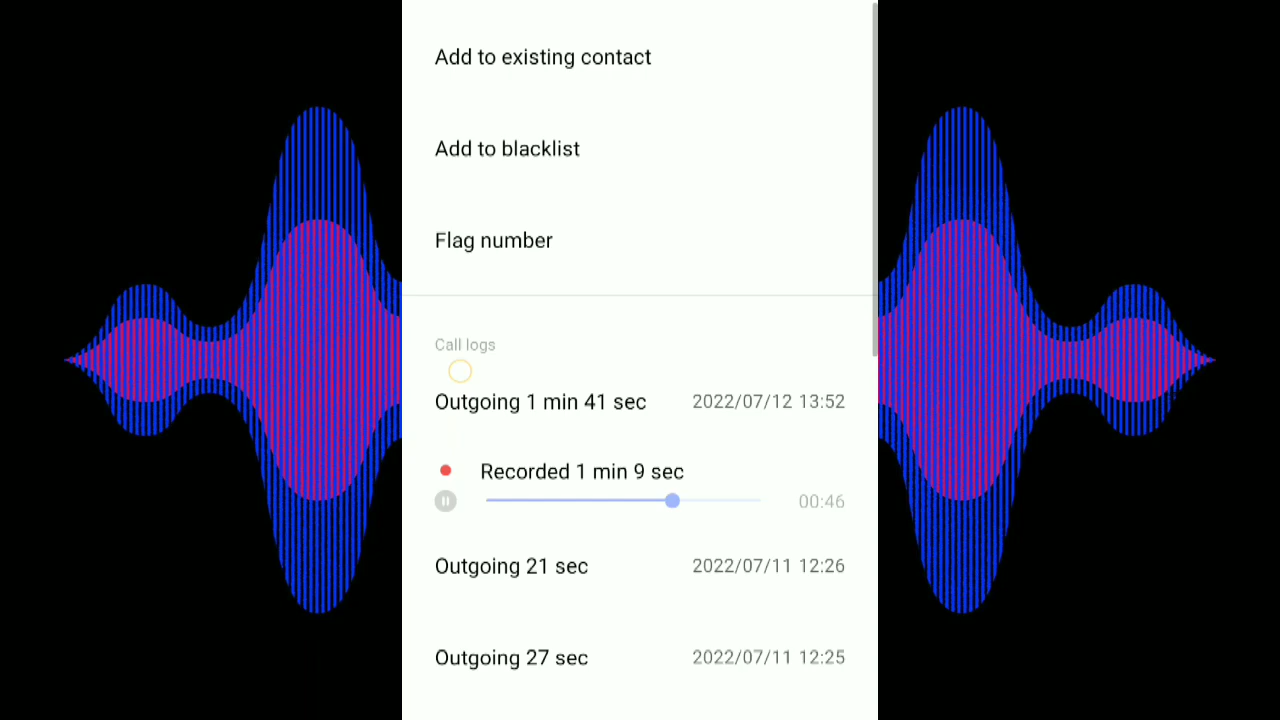 Add to existing contact
Add to blacklist
Flag number
Call logs
Outgoing 1 min 41 sec 2022/07/12 13:52
Recorded 1 min 9 sec
00:46
Outgoing 21 sec 2022/07/11 12:26
Outgoing 27 sec 2022/07/11 12:25